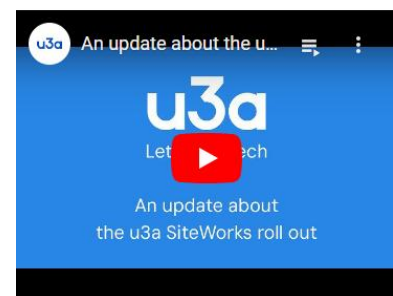 u3a
An update about the u...
u3a
Let ech
An update about
the u3a SiteWorks roll out